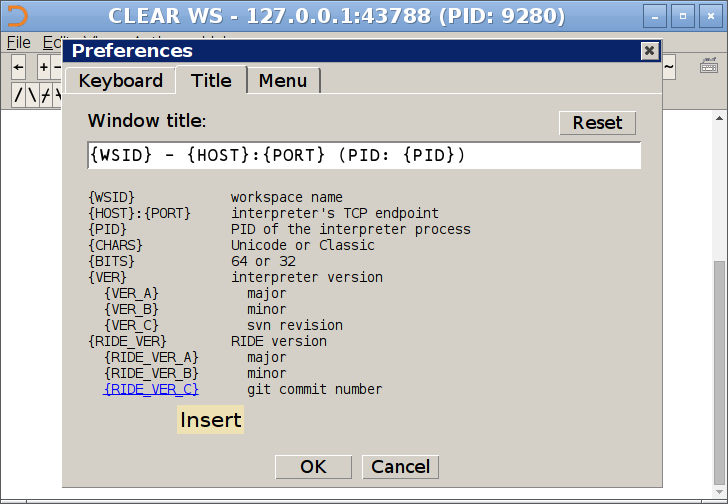 CLEAR WS - 127.0.0.1:43788 (PID: 9280)
File
Preferences
← + −
~
/ \ ⌿ ⍀
Keyboard Title Menu
Window title: Reset
{WSID} - {HOST}:{PORT} (PID: {PID})
{WSID} workspace name
{HOST}:{PORT} interpreter's TCP endpoint
{PID} PID of the interpreter process
{CHARS} Unicode or Classic
{BITS} 64 or 32
{VER} interpreter version
{VER_A} major
{VER_B} minor
{VER_C} svn revision
{RIDE_VER} RIDE version
{RIDE_VER_A} major
{RIDE_VER_B} minor
{RIDE_VER_C} git commit number
Insert
OK Cancel